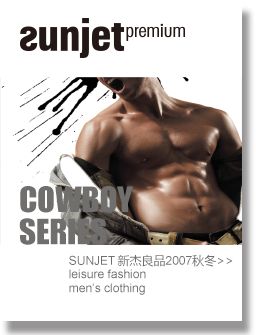 sunjet premium
COWBOY
SERIES
SUNJET 新杰良品2007秋冬>>
leisure fashion
men's clothing